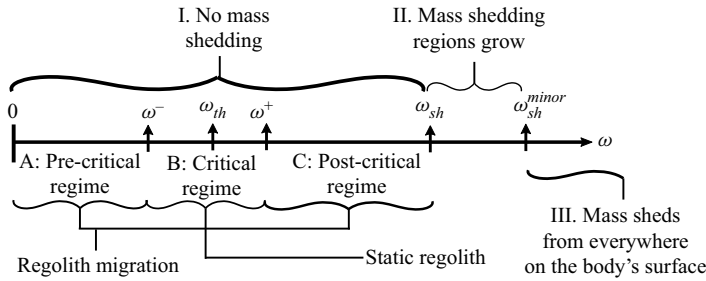 I. No mass
shedding
II. Mass shedding
regions grow
0
ω⁻
ω_th
ω⁺
ω_sh
ω_sh^minor
ω
A: Pre-critical
regime
B: Critical
regime
C: Post-critical
regime
III. Mass sheds
from everywhere
on the body's surface
Regolith migration
Static regolith